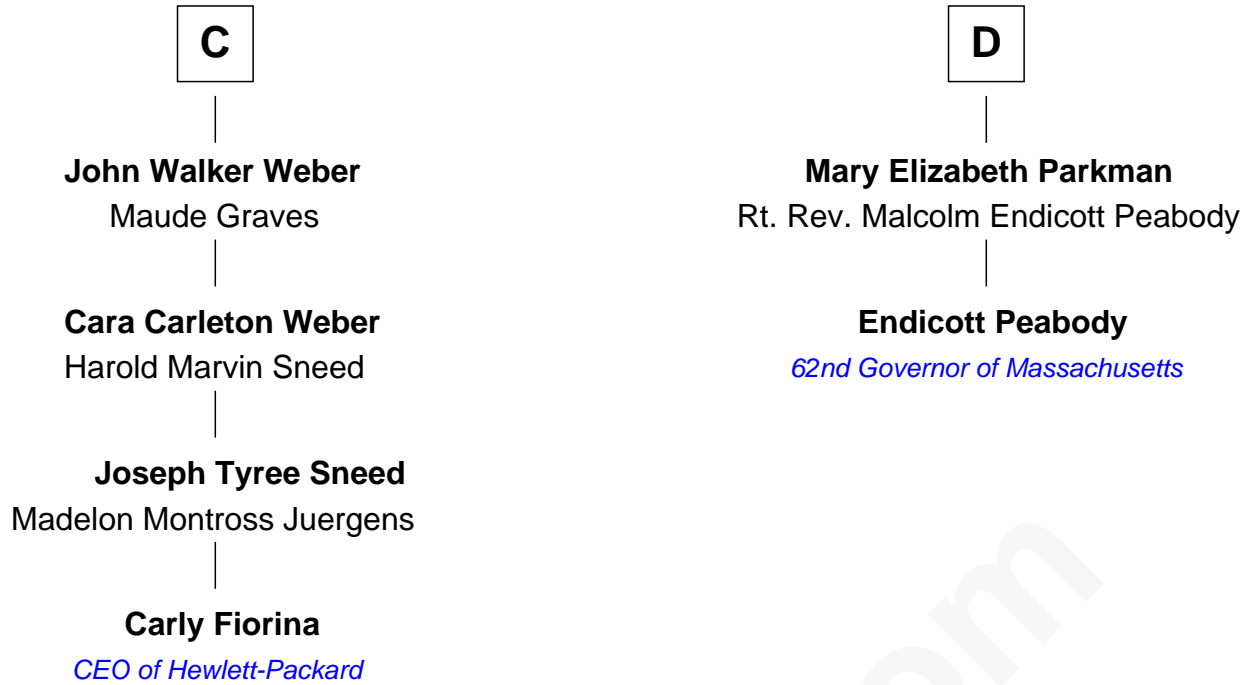 C
John Walker Weber
Maude Graves
Cara Carleton Weber
Harold Marvin Sneed
Joseph Tyree Sneed
Madelon Montross Juergens
Carly Fiorina
CEO of Hewlett-Packard
D
Mary Elizabeth Parkman
Rt. Rev. Malcolm Endicott Peabody
Endicott Peabody
62nd Governor of Massachusetts
om